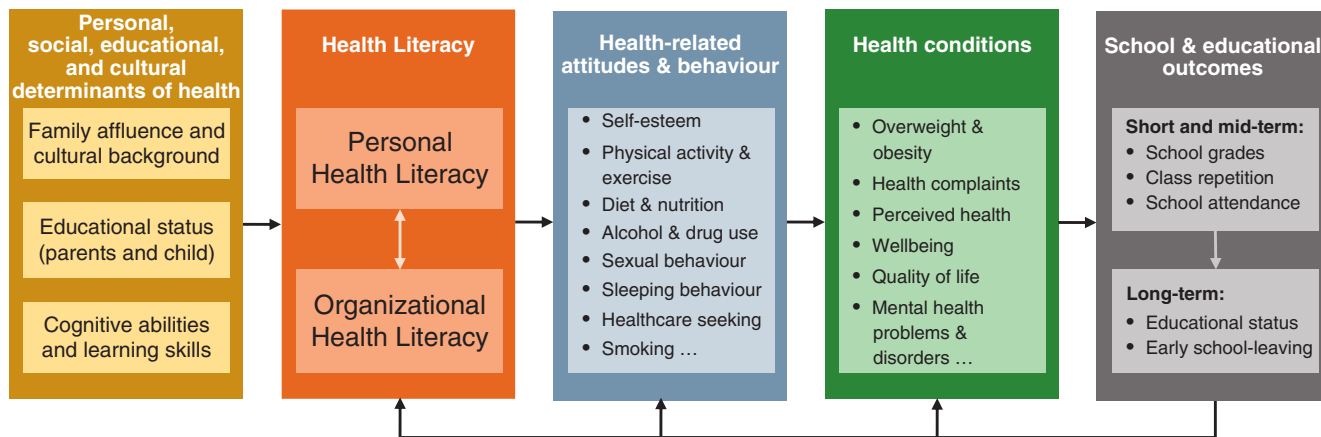 Personal,
social, educational,
and cultural
determinants of health
Family affluence and
cultural background
Educational status
(parents and child)
Cognitive abilities
and learning skills
Health Literacy
Personal
Health Literacy
Organizational
Health Literacy
Health-related
attitudes & behaviour
• Self-esteem
• Physical activity &
exercise
• Diet & nutrition
• Alcohol & drug use
• Sexual behaviour
• Sleeping behaviour
• Healthcare seeking
• Smoking ...
Health conditions
• Overweight &
obesity
• Health complaints
• Perceived health
• Wellbeing
• Quality of life
• Mental health
problems &
disorders ...
School & educational
outcomes
Short and mid-term:
• School grades
• Class repetition
• School attendance
Long-term:
• Educational status
• Early school-leaving